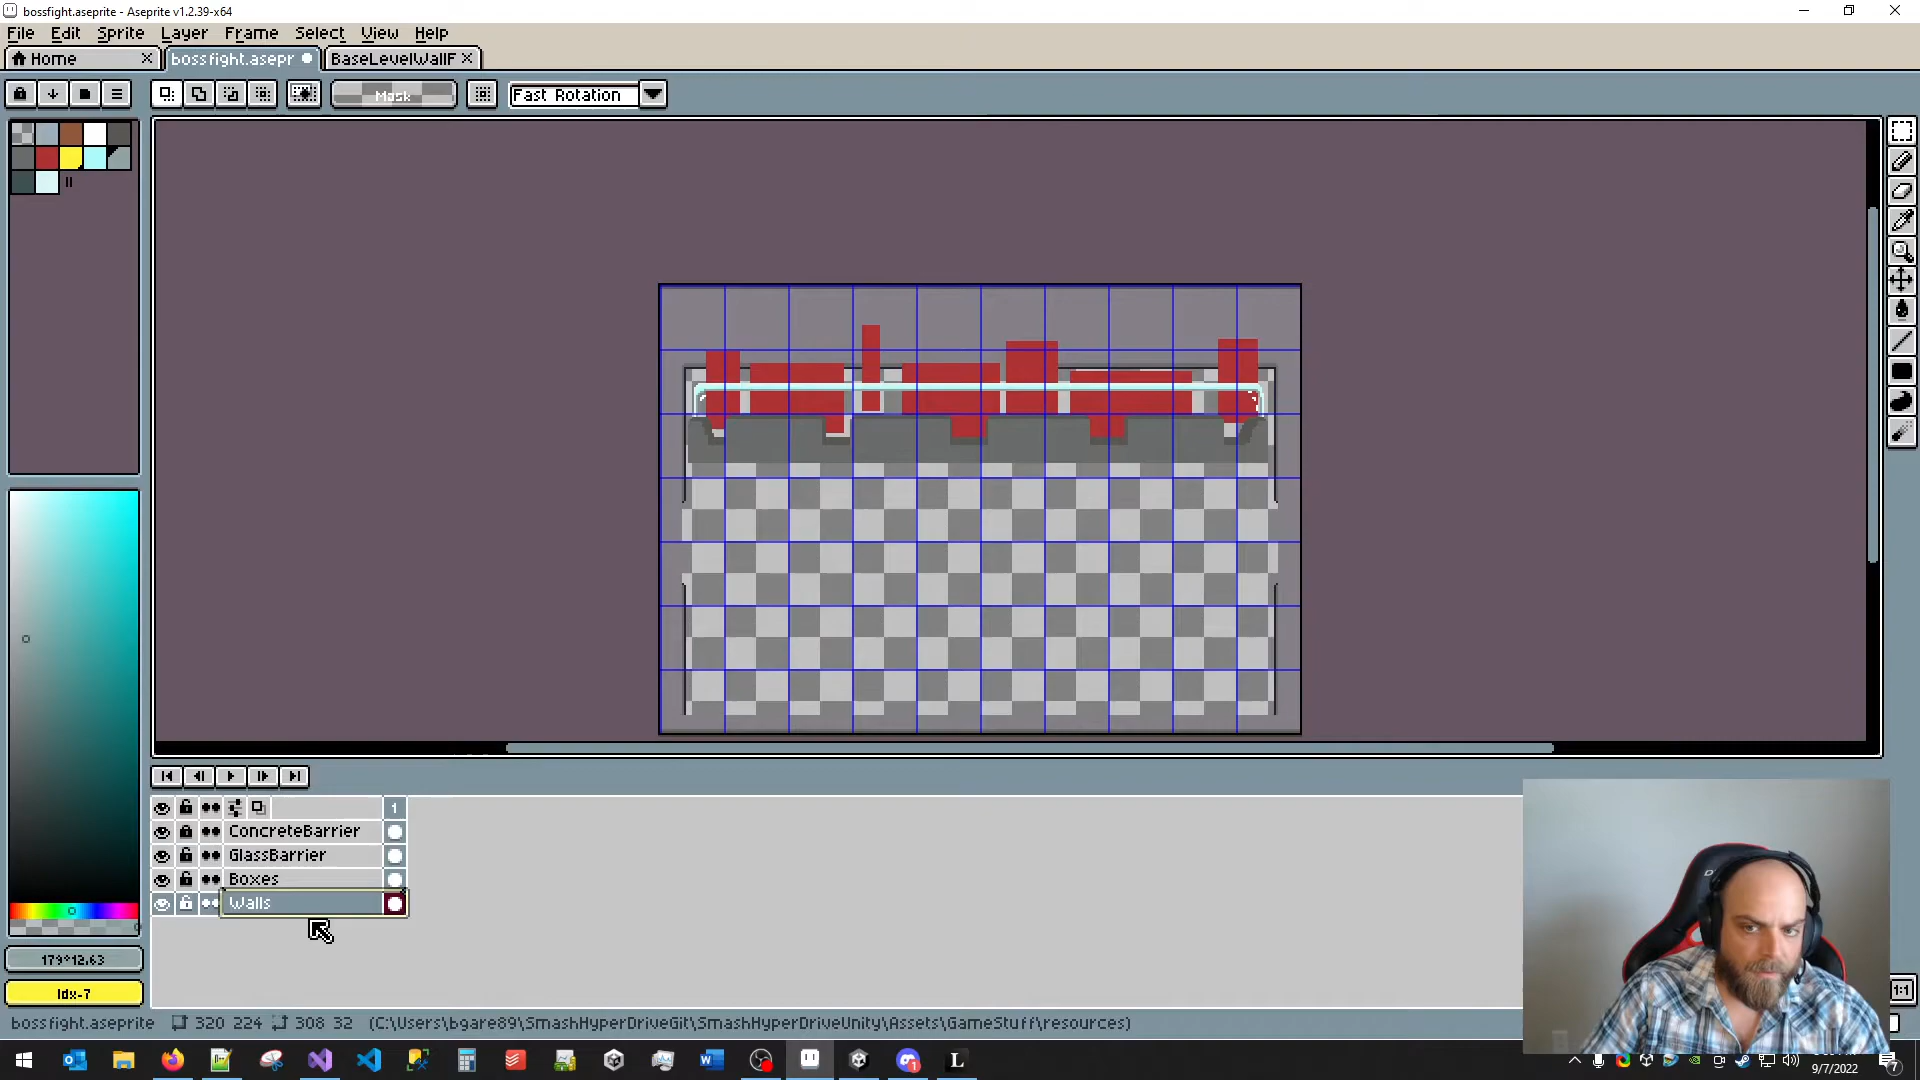 bossfight.aseprite - Aseprite v1.2.39-x64
File Edit Sprite Layer Frame Select View Help
Home bossfight.asepr BaseLevelWallF
Mask Fast Rotation
1
ConcreteBarrier
GlassBarrier
Boxes
Walls
179°12.63
Idx-7
1:1
bossfight.aseprite 320 224 308 32 (C:\Users\bgare89\SmashHyperDriveGit\SmashHyperDriveUnity\Assets\GameStuff\resources)
9/7/2022
7